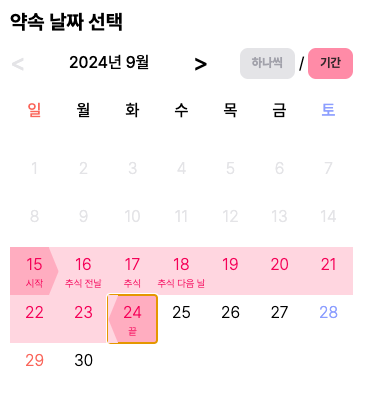 약속 날짜 선택
< 2024년 9월 > 하나씩 / 기간
일 월 화 수 목 금 토
1 2 3 4 5 6 7
8 9 10 11 12 13 14
15 16 17 18 19 20 21
시작 추석 전날 추석 추석 다음 날
22 23 24 25 26 27 28
끝
29 30